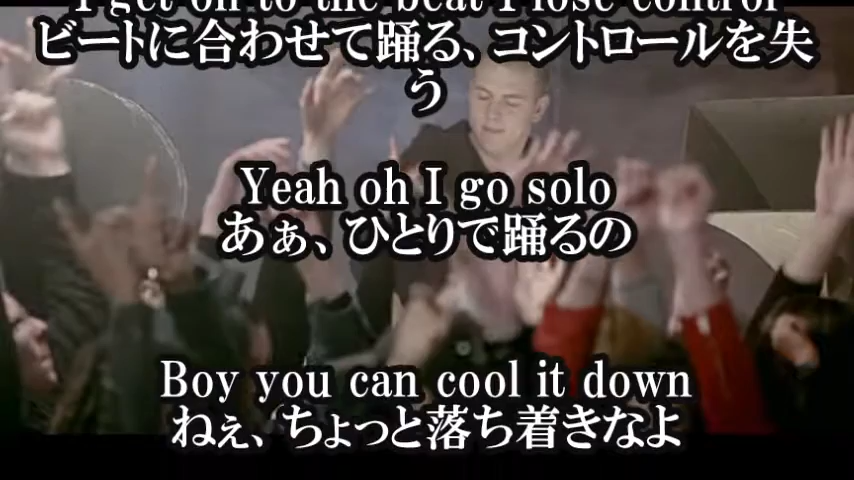 I get on to the beat I lose control
ビートに合わせて踊る、コントロールを失
う
Yeah oh I go solo
あぁ、ひとりで踊るの
Boy you can cool it down
ねぇ、ちょっと落ち着きなよ